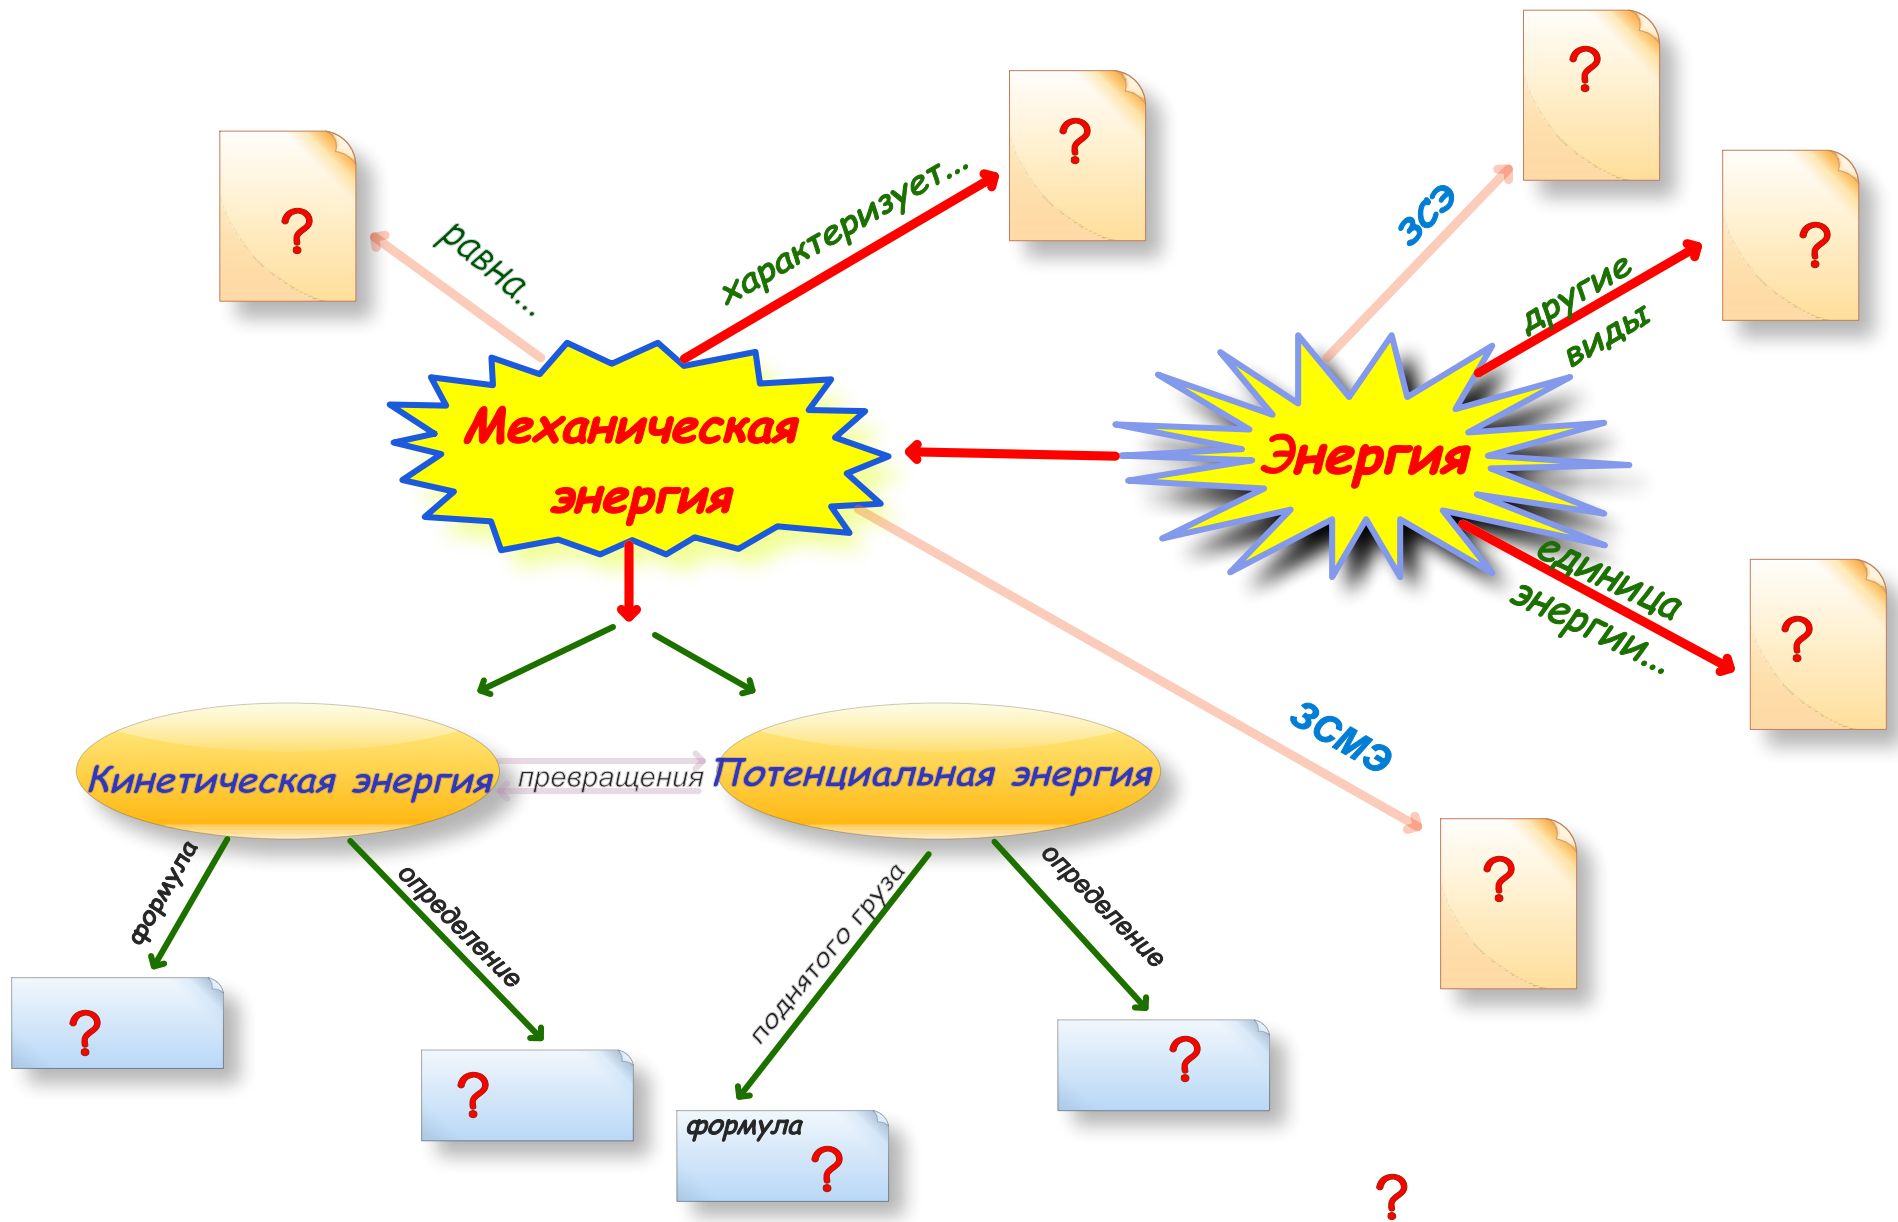 ?
?
?
?
ЗСЭ
характеризует...
другие
виды
равна...
Механическая
энергия
Энергия
единица
энергии...
?
ЗСМЭ
Кинетическая энергия
превращения
Потенциальная энергия
формула
определение
поднятого груза
определение
?
?
?
?
формула
?
?
?